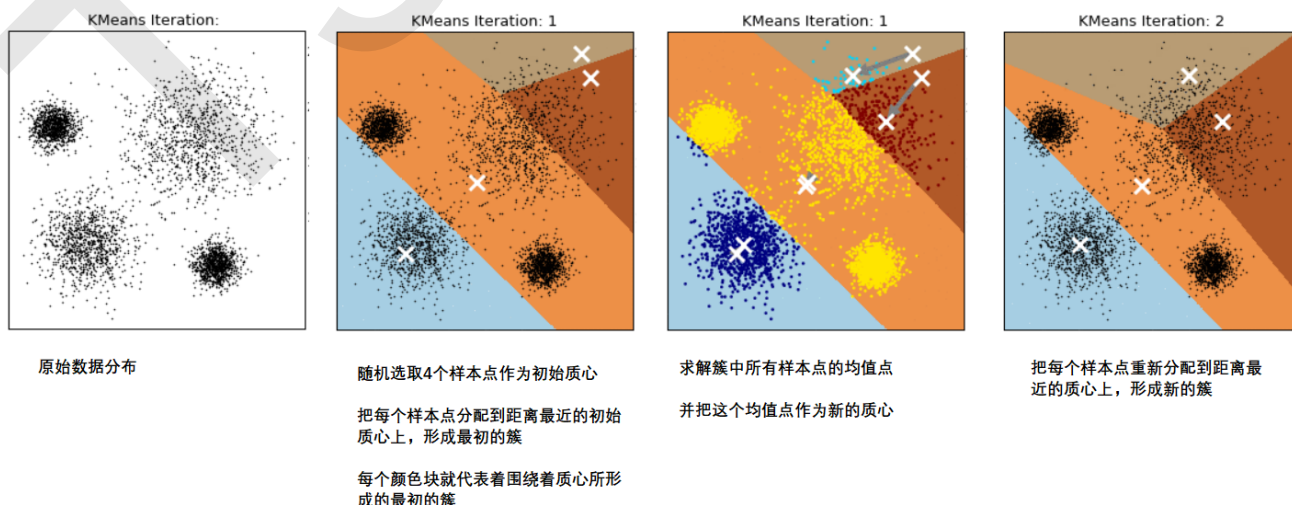 KMeans Iteration:
KMeans Iteration: 1
KMeans Iteration: 1
KMeans Iteration: 2
原始数据分布
随机选取4个样本点作为初始质心
把每个样本点分配到距离最近的初始
质心上，形成最初的簇
每个颜色块就代表着围绕着质心所形
成的最初的簇
求解簇中所有样本点的均值点
并把这个均值点作为新的质心
把每个样本点重新分配到距离最
近的质心上，形成新的簇